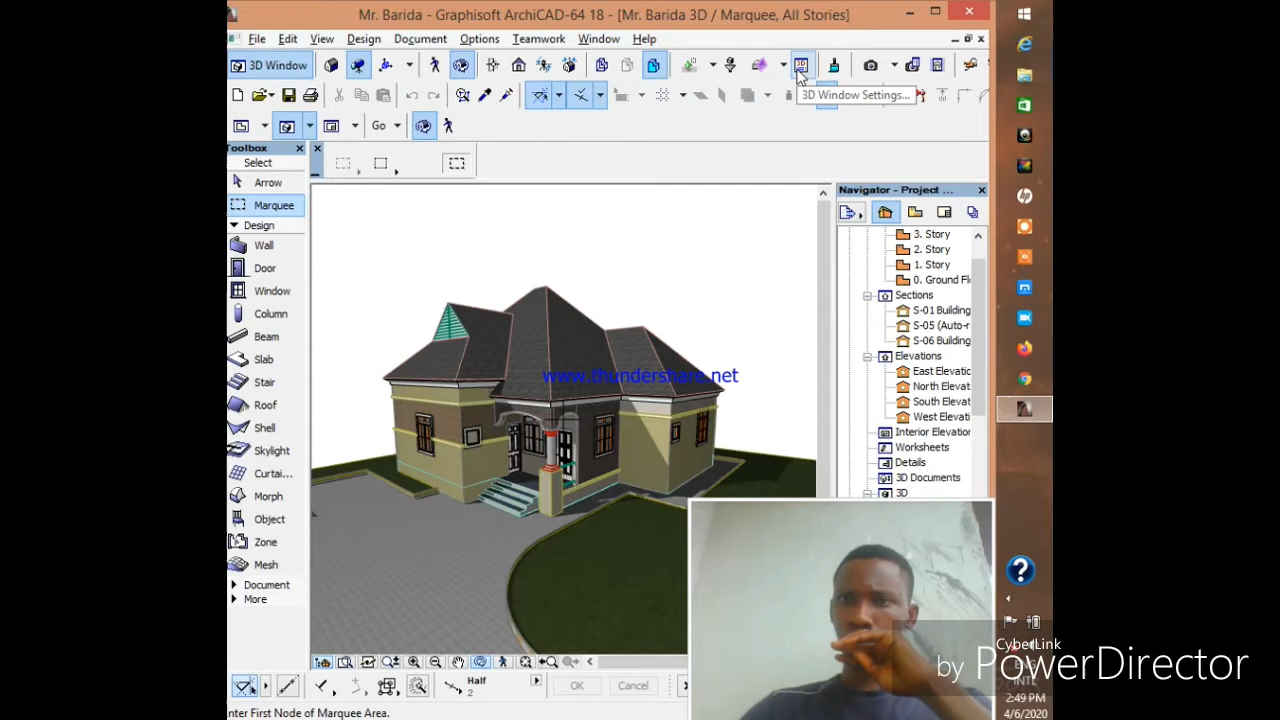 Mr. Barida - Graphisoft ArchiCAD-64 18 - [Mr. Barida 3D / Marquee, All Stories]
File Edit View Design Document Options Teamwork Window Help
3D Window
3D Window Settings...
Go
Toolbox
Select
Arrow
Marquee
Design
Wall
Door
Window
Column
Beam
Slab
Stair
Roof
Shell
Skylight
Curtai...
Morph
Object
Zone
Mesh
Document
More
www.thundershare.net
Navigator - Project ...
3. Story
2. Story
1. Story
0. Ground Fl
Sections
S-01 Building
S-05 (Auto-r
S-06 Building
Elevations
East Elevatio
North Elevat
South Elevat
West Elevati
Interior Elevation
Worksheets
Details
3D Documents
3D
Half
2
OK
Cancel
nter First Node of Marquee Area.
CyberLink
by PowerDirector
INTL
2:49 PM
4/6/2020